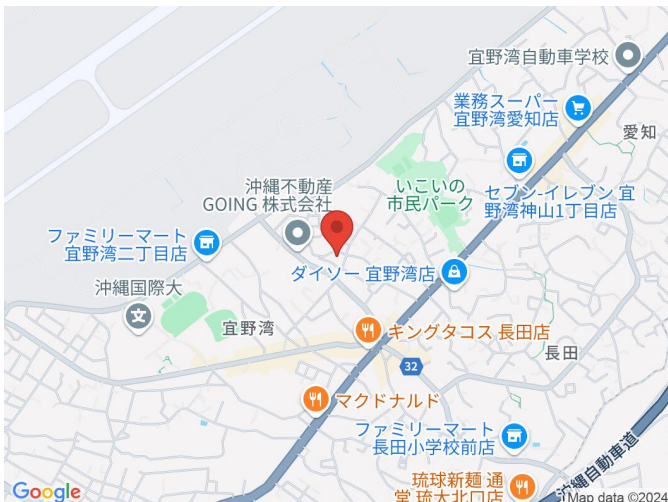 宜野湾自動車学校
業務スーパー
宜野湾愛知店
愛知
沖縄不動産
GOING 株式会社
いこいの
市民パーク
セブン-イレブン 宜
野湾神山1丁目店
ファミリーマート
宜野湾二丁目店
ダイソー 宜野湾店
沖縄国際大
宜野湾
キングタコス 長田店
長田
32
マクドナルド
ファミリーマート
長田小学校前店
沖縄自動車道
琉球新麺 通
堂 琉大北口店
Google
Map data ©2024